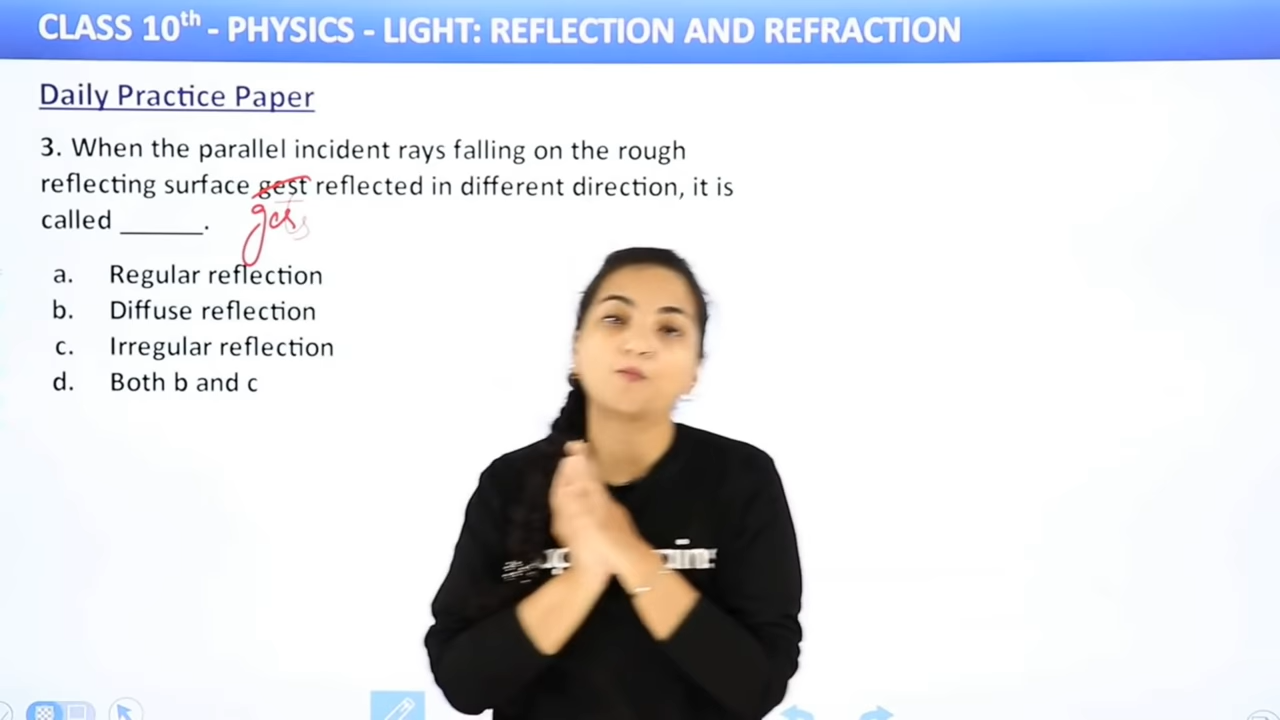 CLASS 10th - PHYSICS - LIGHT: REFLECTION AND REFRACTION
Daily Practice Paper
3. When the parallel incident rays falling on the rough
reflecting surface gest reflected in different direction, it is
called ______.
a. Regular reflection
b. Diffuse reflection
c. Irregular reflection
d. Both b and c